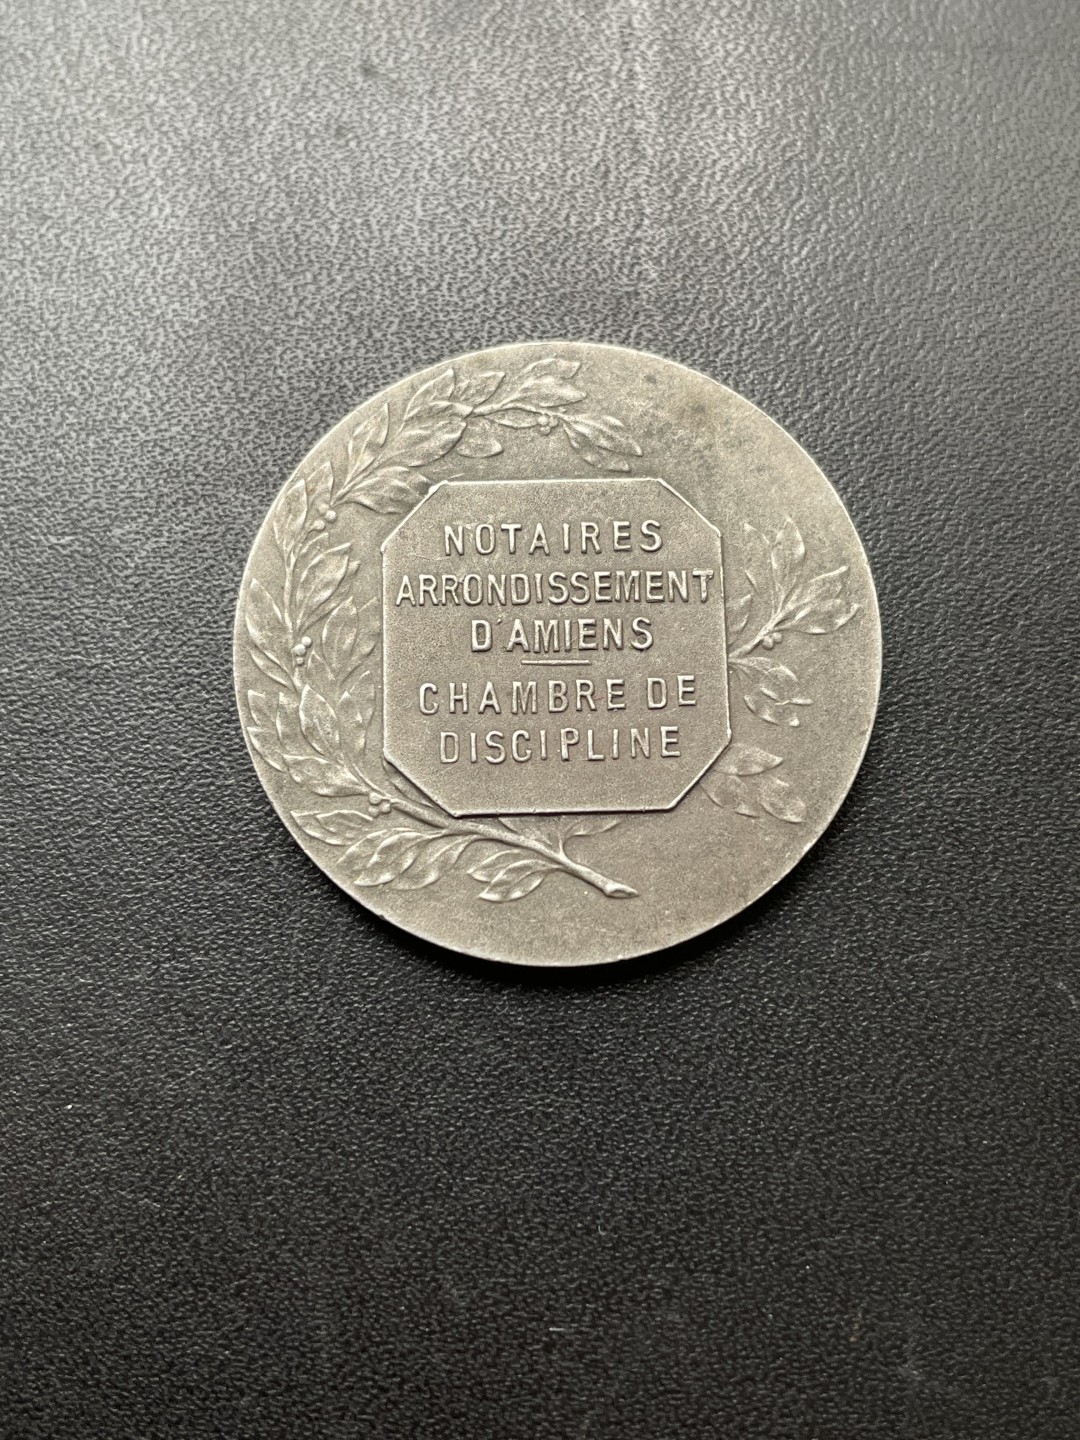 NOTAIRES
ARRONDISSEMENT
D'AMIENS
CHAMBRE DE
DISCIPLINE